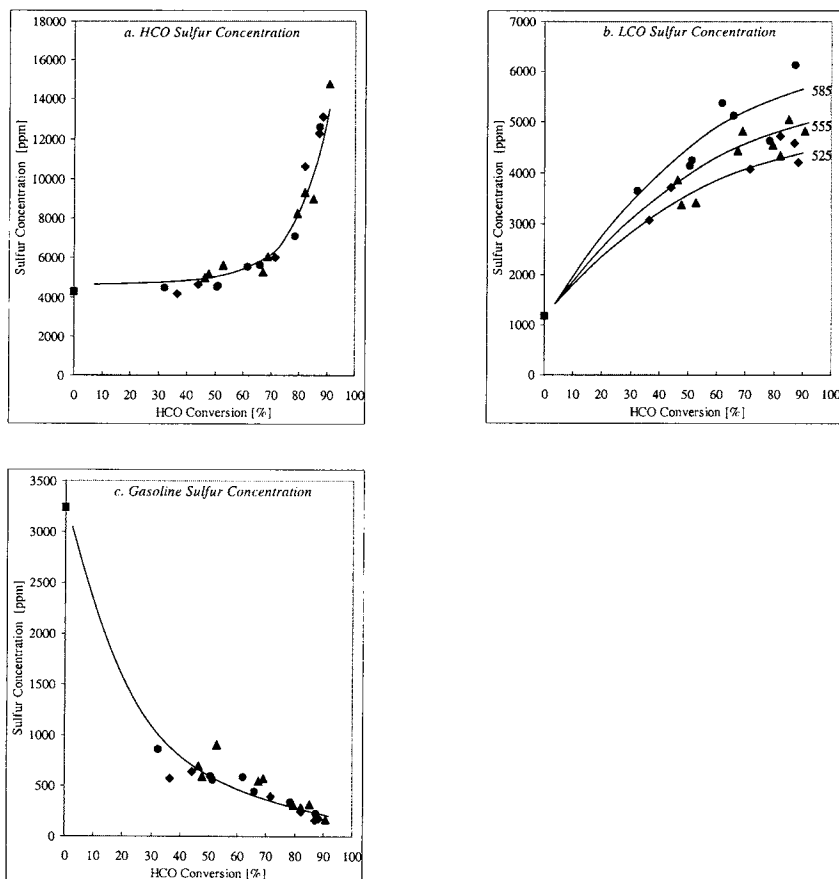 a. HCO Sulfur Concentration
18000
16000
14000
12000
10000
8000
6000
4000
2000
0
Sulfur Concentration [ppm]
0 10 20 30 40 50 60 70 80 90 100
HCO Conversion [%]
b. LCO Sulfur Concentration
7000
6000
5000
4000
3000
2000
1000
0
Sulfur Concentration [ppm]
585
555
525
0 10 20 30 40 50 60 70 80 90 100
HCO Conversion [%]
c. Gasoline Sulfur Concentration
3500
3000
2500
2000
1500
1000
500
0
Sulfur Concentration [ppm]
0 10 20 30 40 50 60 70 80 90 100
HCO Conversion [%]